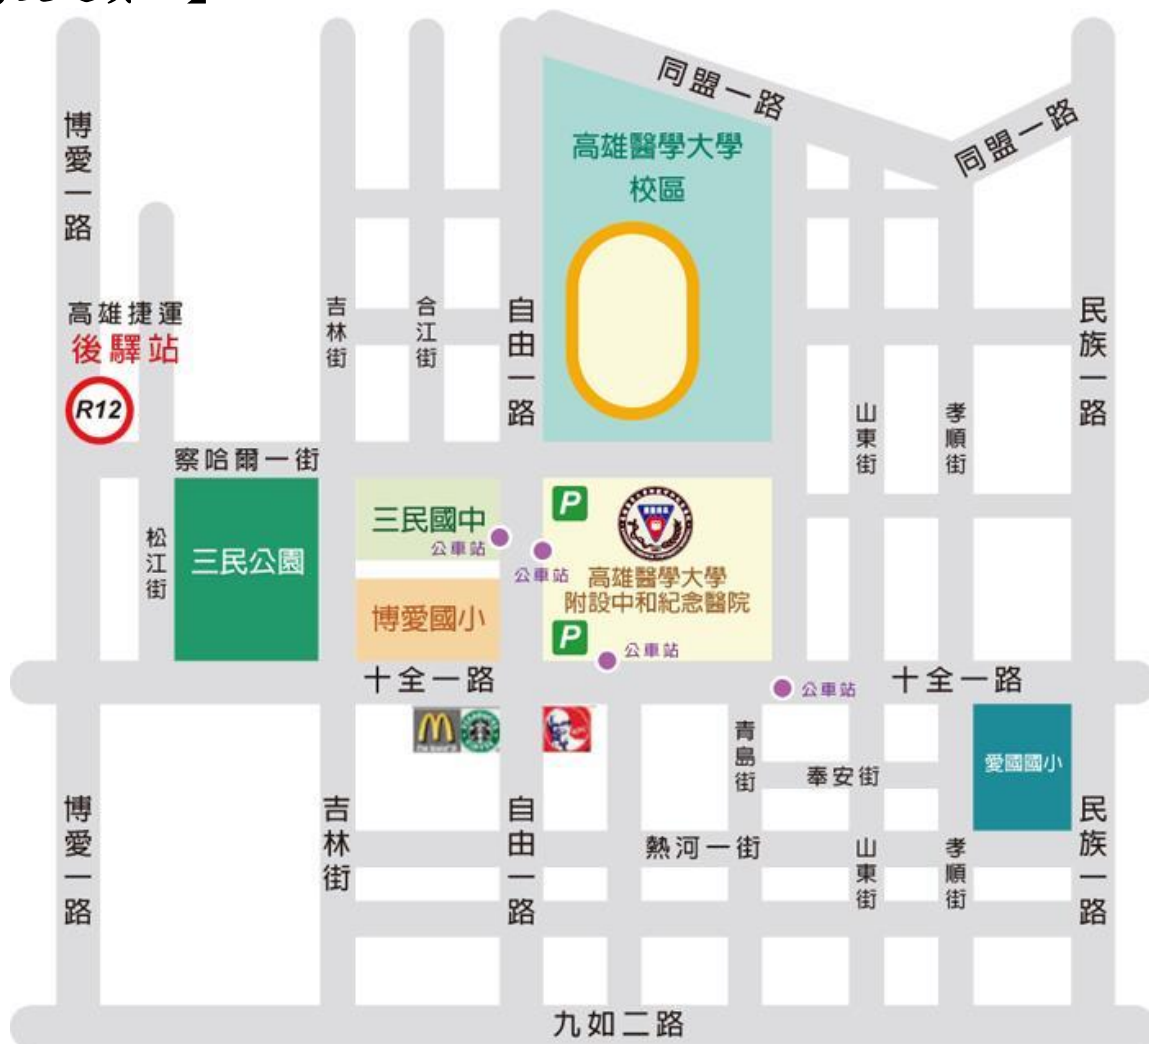 同盟一路
同盟一路
博愛一路
高雄醫學大學
校區
高雄捷運
後驛站
R12
吉林街
合江街
自由一路
民族一路
山東街
孝順街
察哈爾一街
松江街
三民公園
三民國中
公車站
公車站
P
高雄醫學大學
附設中和紀念醫院
博愛國小
P
公車站
十全一路
公車站
十全一路
青島街
奉安街
愛國國小
博愛一路
吉林街
自由一路
熱河一街
山東街
孝順街
民族一路
九如二路